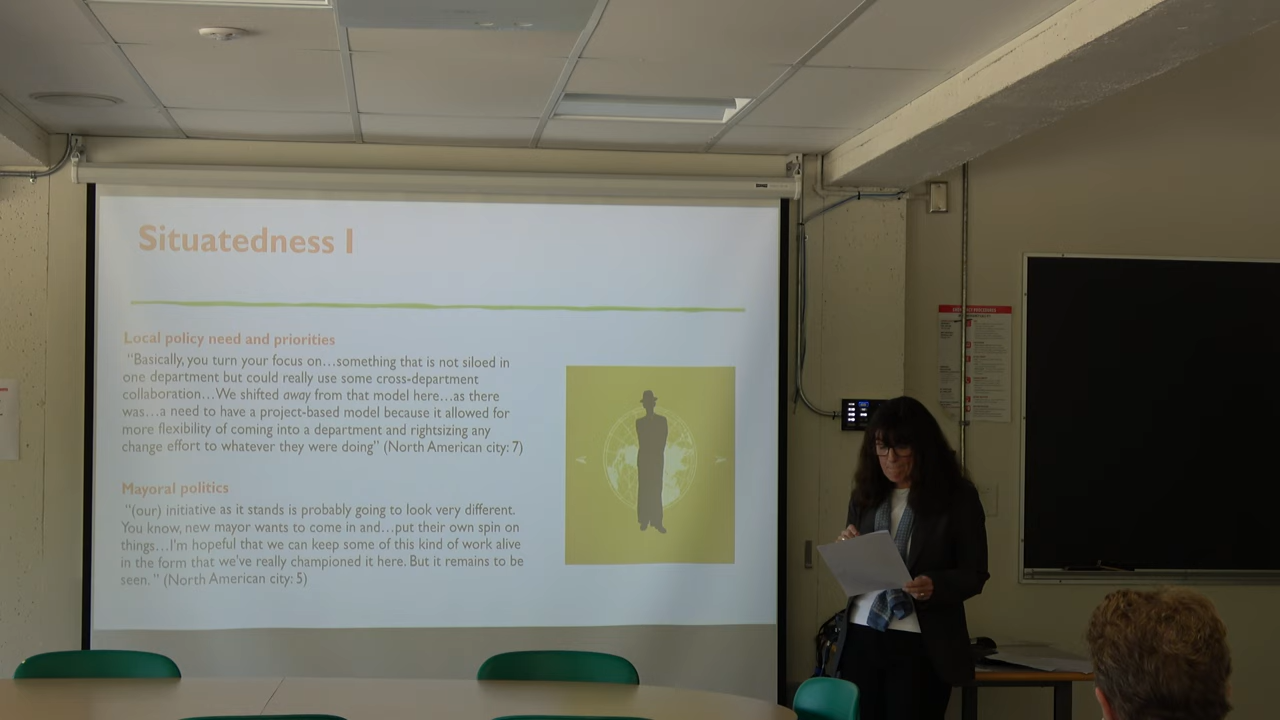 Situatedness I
Local policy need and priorities
“Basically, you turn your focus on…something that is not siloed in
one department but could really use some cross-department
collaboration…We shifted away from that model here…as there
was…a need to have a project-based model because it allowed for
more flexibility of coming into a department and rightsizing any
change effort to whatever they were doing” (North American city: 7)
Mayoral politics
“(our) initiative as it stands is probably going to look very different.
You know, new mayor wants to come in and…put their own spin on
things…I’m hopeful that we can keep some of this kind of work alive
in the form that we’ve really championed it here. But it remains to be
seen. ” (North American city: 5)